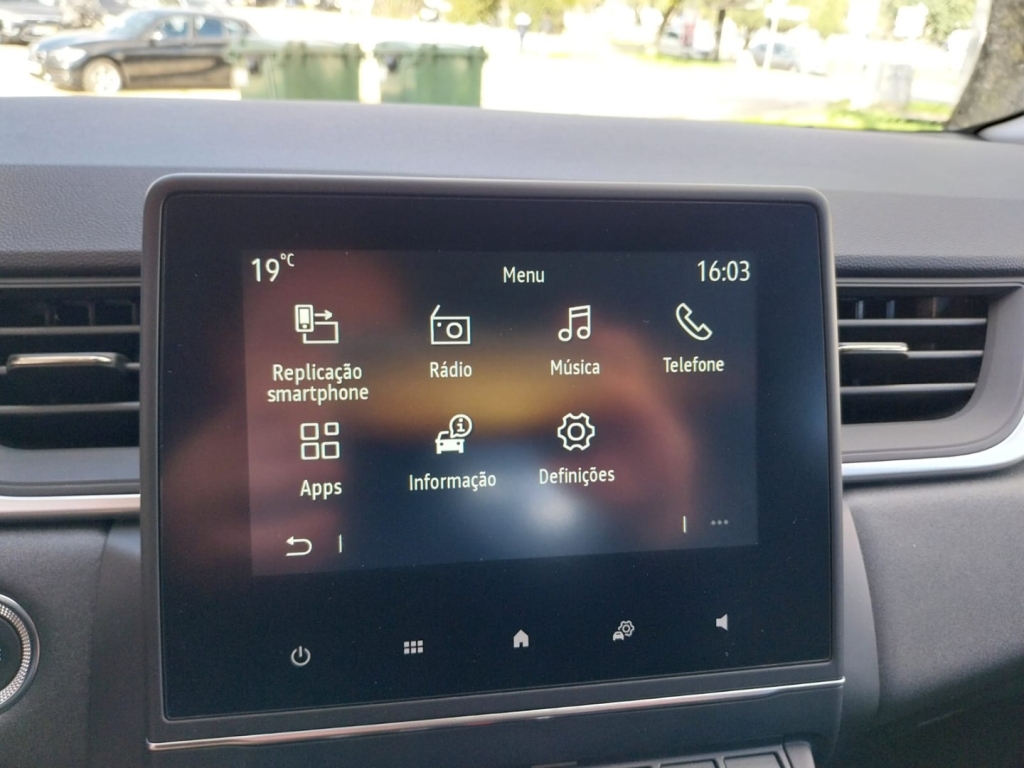 19°C
Menu
16:03
Replicação
smartphone
Rádio
Música
Telefone
Apps
Informação
Definições